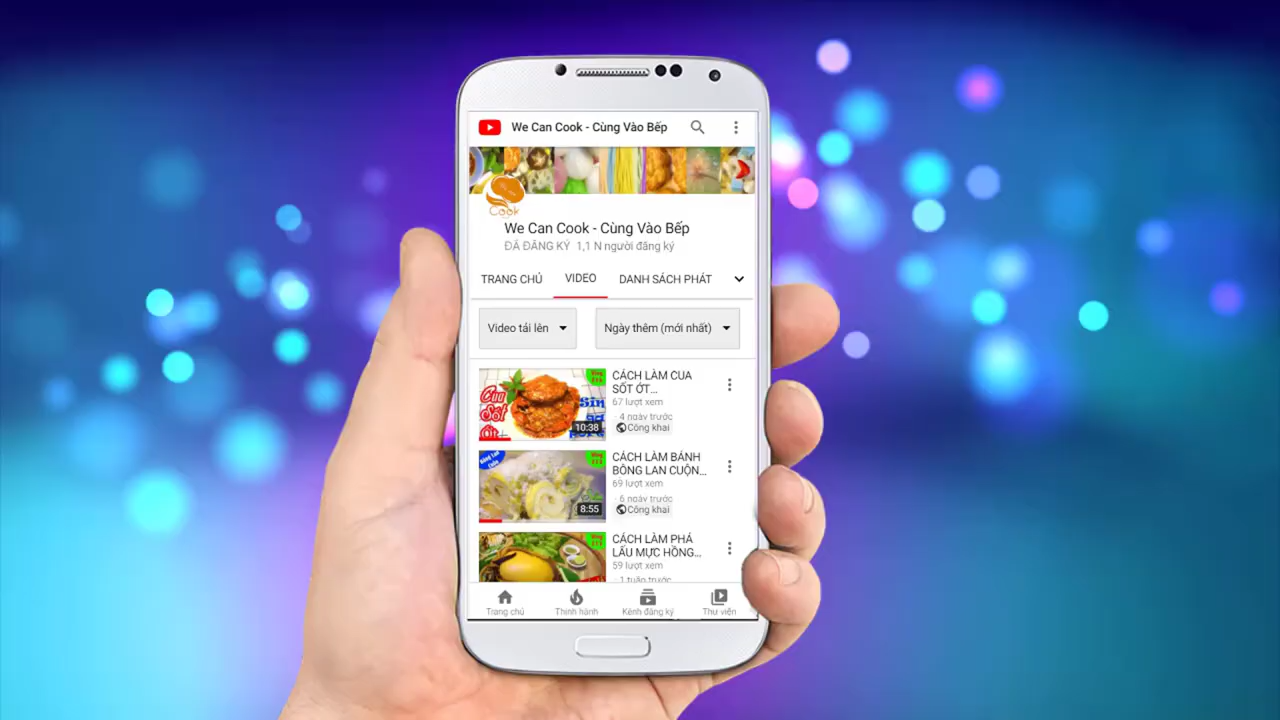 We Can Cook - Cùng Vào Bếp
Cook
We Can Cook - Cùng Vào Bếp
ĐÃ ĐĂNG KÝ 1,1 N người đăng ký
TRANG CHỦ VIDEO DANH SÁCH PHÁT
Video tải lên Ngày thêm (mới nhất)
CÁCH LÀM CUA
SỐT ỚT...
67 lượt xem
· 4 ngày trước
Công khai
Cua
Sốt
Ớt
10:38
CÁCH LÀM BÁNH
BÔNG LAN CUỘN...
69 lượt xem
· 6 ngày trước
Công khai
8:55
CÁCH LÀM PHÁ
LẤU MỰC HỒNG...
59 lượt xem
· 1 tuần trước
Trang chủ Thịnh hành Kênh đăng ký Thư viện